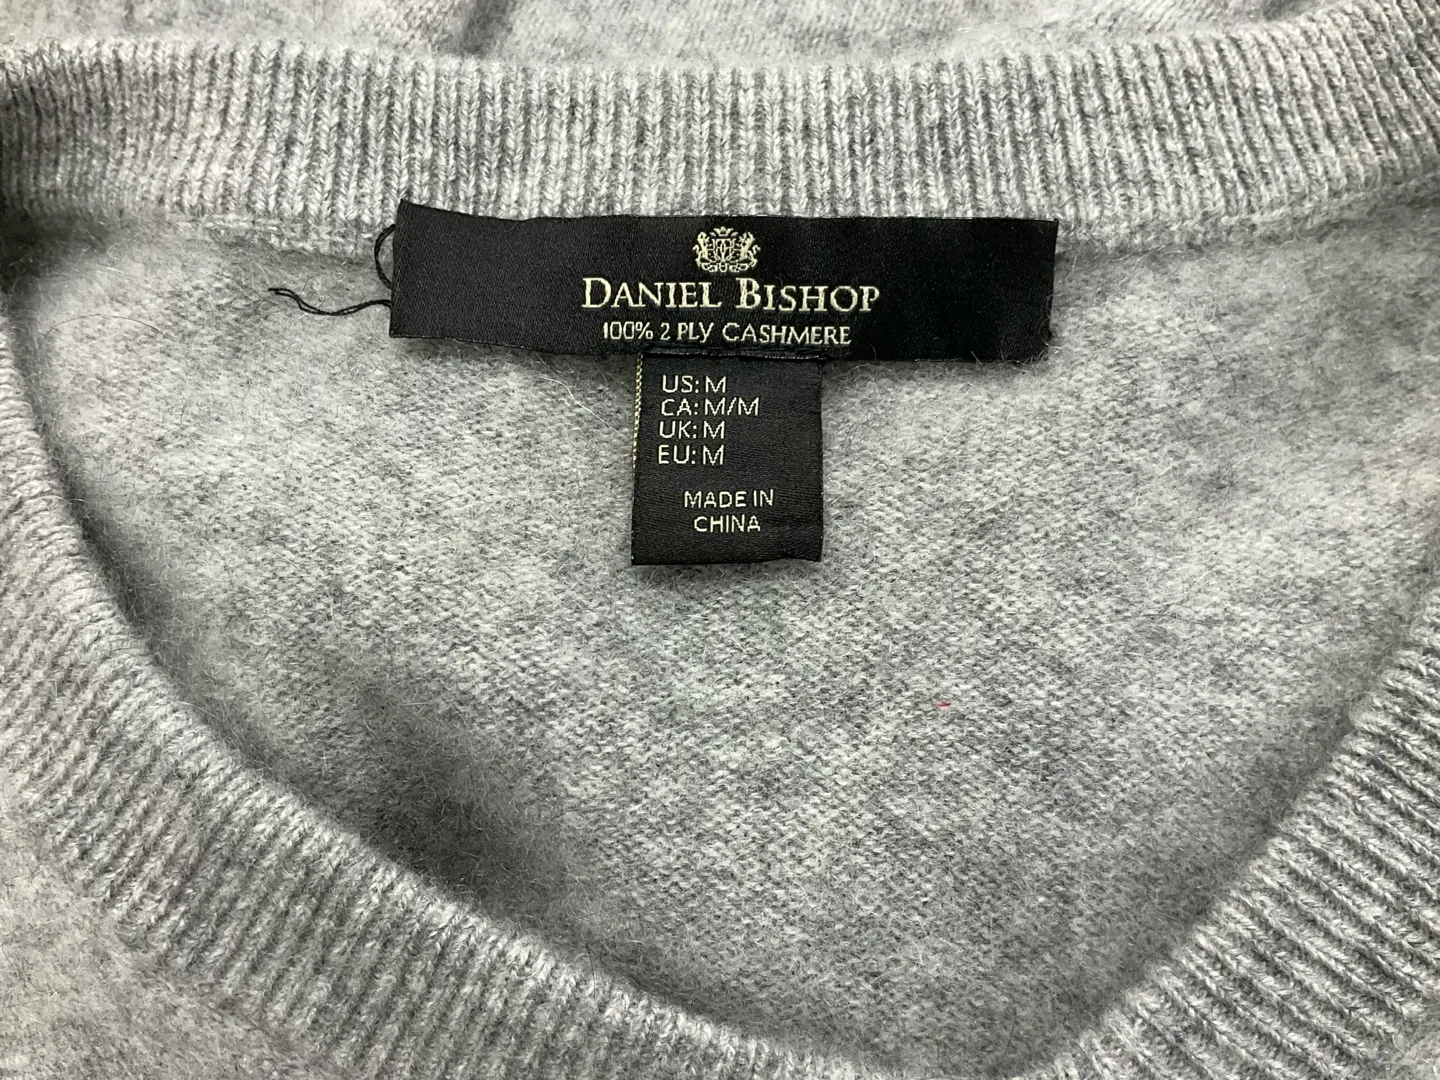 DANIEL BISHOP
100% 2 PLY CASHMERE
US: M
CA: M/M
UK: M
EU: M
MADE IN
CHINA